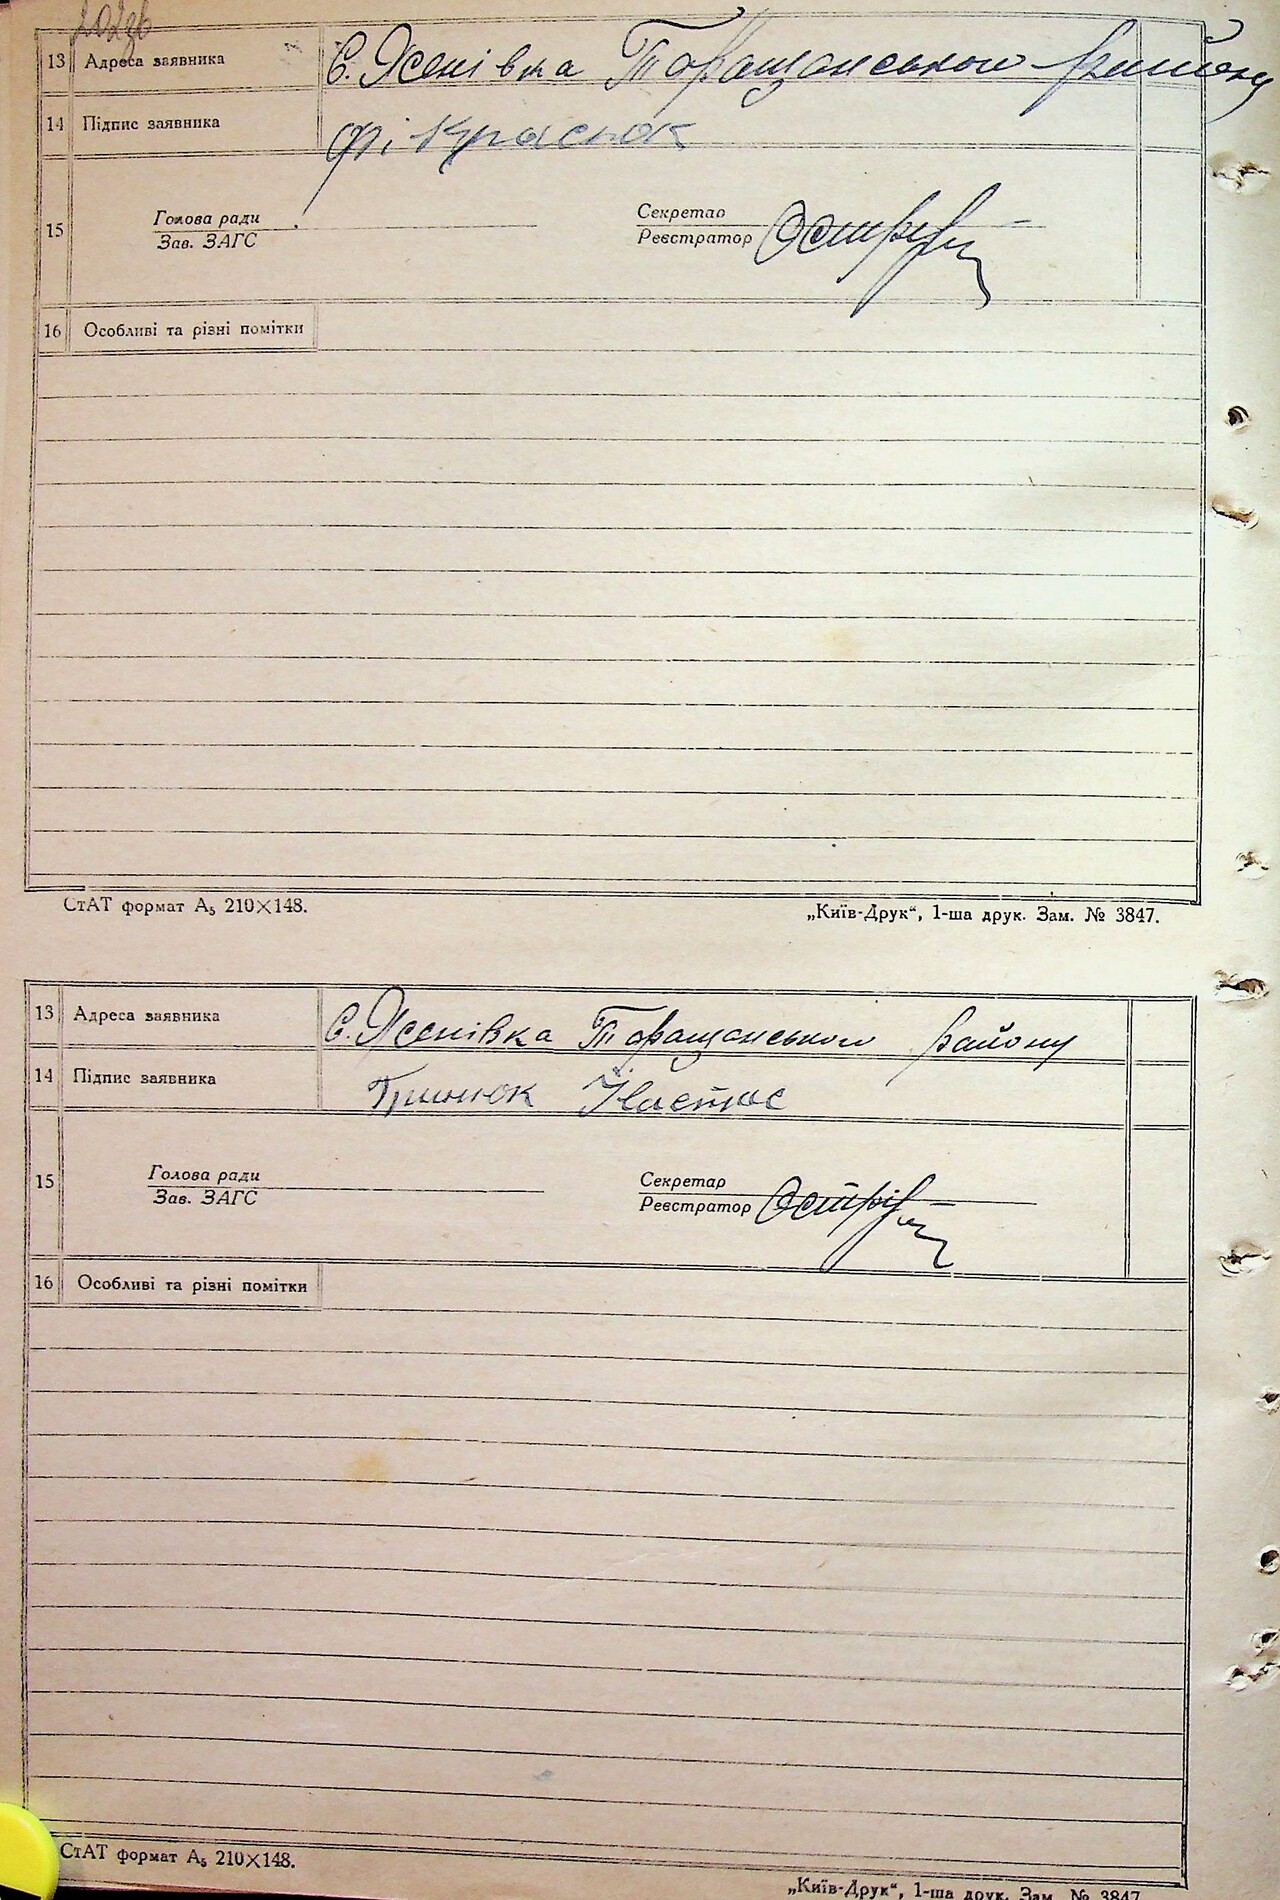 202зв
13 Адреса заявника С. Ясенівка Таращанського району
14 Підпис заявника
15 Голова ради Секретар
Зав. ЗАГС Реєстратор
16 Особливі та різні помітки
СтАТ формат А₅ 210×148. „Київ-Друк“, 1-ша друк. Зам. № 3847.
13 Адреса заявника С. Ясенівка Таращанського району
14 Підпис заявника Гринюк Настас
15 Голова ради Секретар
Зав. ЗАГС Реєстратор
16 Особливі та різні помітки
СтАТ формат А₅ 210×148.
„Київ-Друк“, 1-ша друк. Зам. № 3847